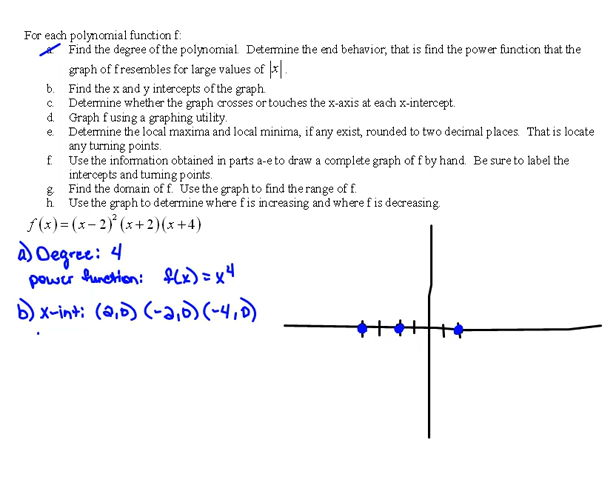 For each polynomial function f:
a. Find the degree of the polynomial. Determine the end behavior; that is find the power function that the
graph of f resembles for large values of |x|.
b. Find the x and y intercepts of the graph.
c. Determine whether the graph crosses or touches the x-axis at each x-intercept.
d. Graph f using a graphing utility.
e. Determine the local maxima and local minima, if any exist, rounded to two decimal places. That is locate
any turning points.
f. Use the information obtained in parts a-e to draw a complete graph of f by hand. Be sure to label the
intercepts and turning points.
g. Find the domain of f. Use the graph to find the range of f.
h. Use the graph to determine where f is increasing and where f is decreasing.
f(x) = (x − 2)²(x + 2)(x + 4)
a) Degree: 4
power function: f(x) = x⁴
b) x-int: (2,0) (-2,0) (-4,0)